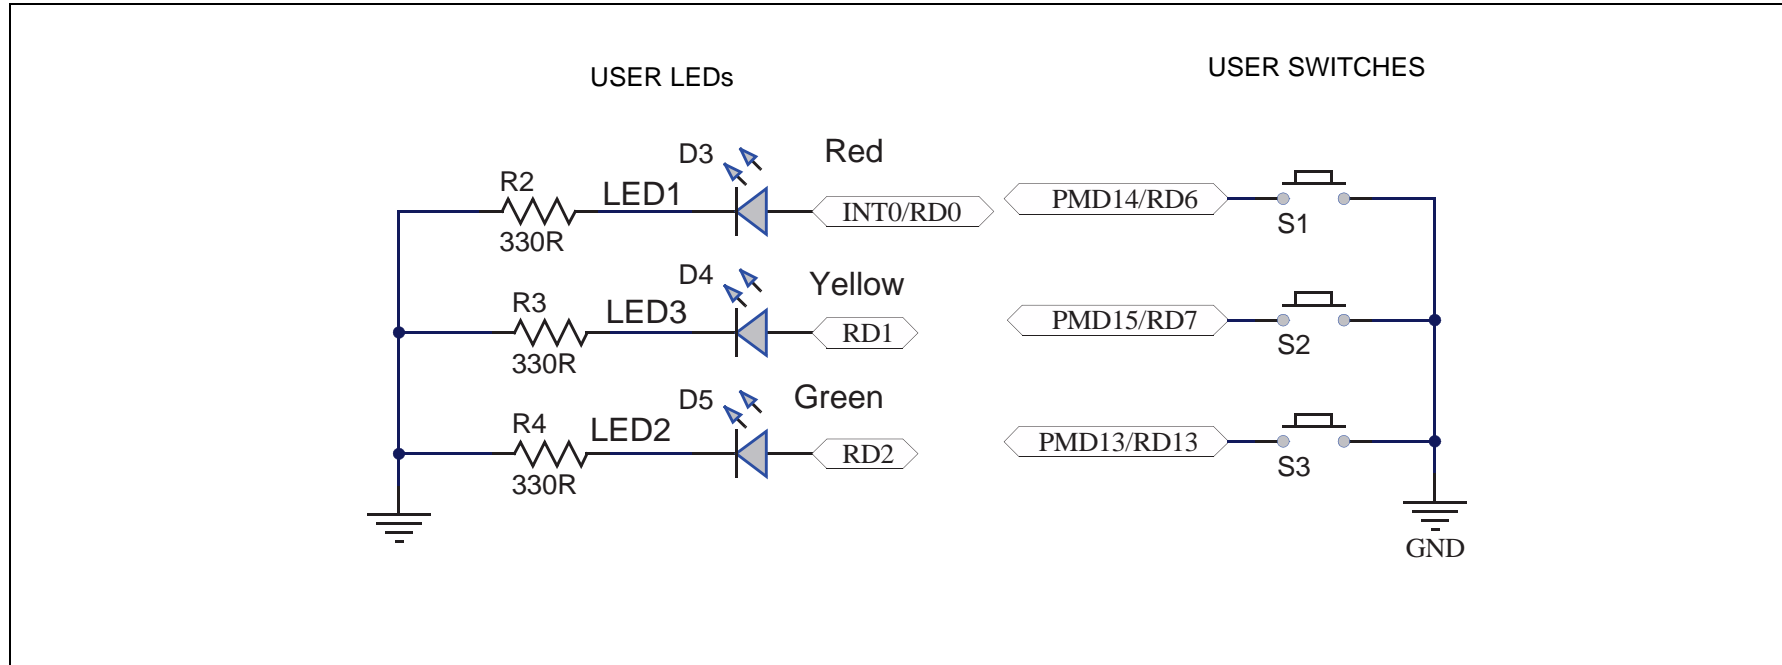 USER LEDs
D3
Red
R2
LED1
INT0/RD0
330R
D4
Yellow
R3
LED3
RD1
330R
D5
Green
R4
LED2
RD2
330R
USER SWITCHES
PMD14/RD6
S1
PMD15/RD7
S2
PMD13/RD13
S3
GND